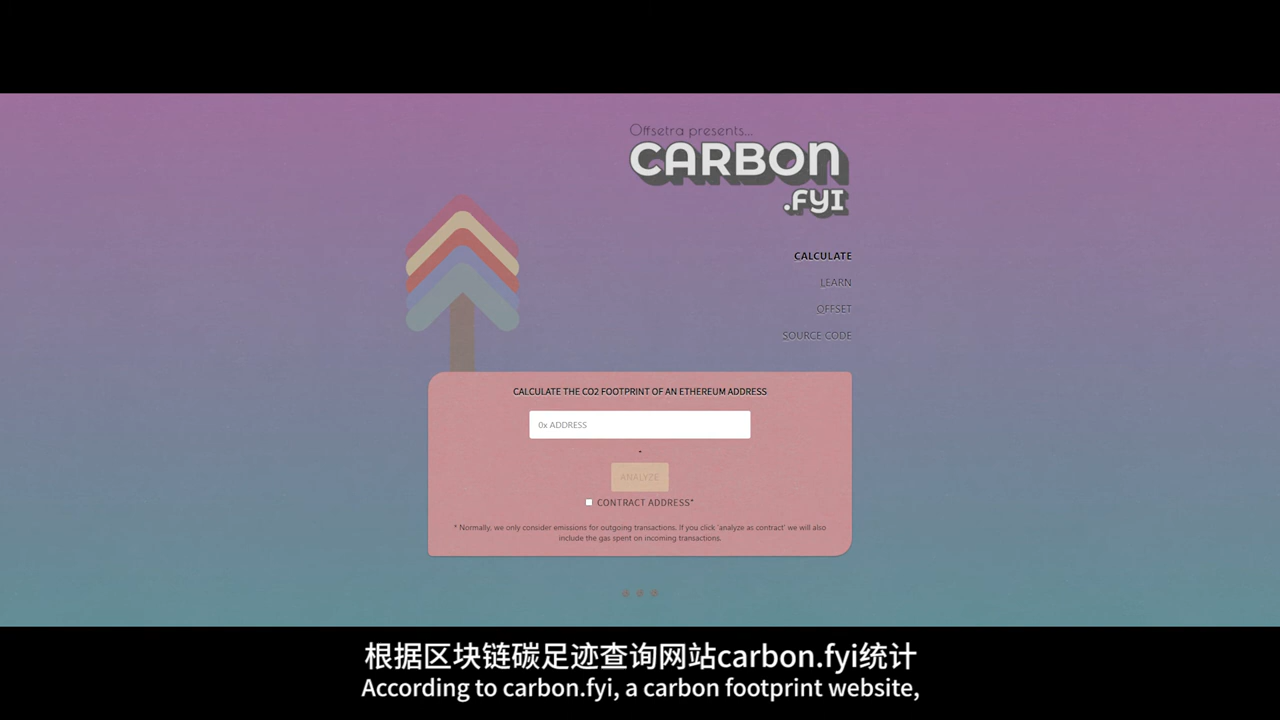 Offsetra presents...
CARBON
.FYI
CALCULATE
LEARN
OFFSET
SOURCE CODE
CALCULATE THE CO2 FOOTPRINT OF AN ETHEREUM ADDRESS
0x ADDRESS
*
ANALYZE
CONTRACT ADDRESS*
* Normally, we only consider emissions for outgoing transactions. If you click 'analyze as contract' we will also
include the gas spent on incoming transactions.
根据区块链碳足迹查询网站carbon.fyi统计
According to carbon.fyi, a carbon footprint website,